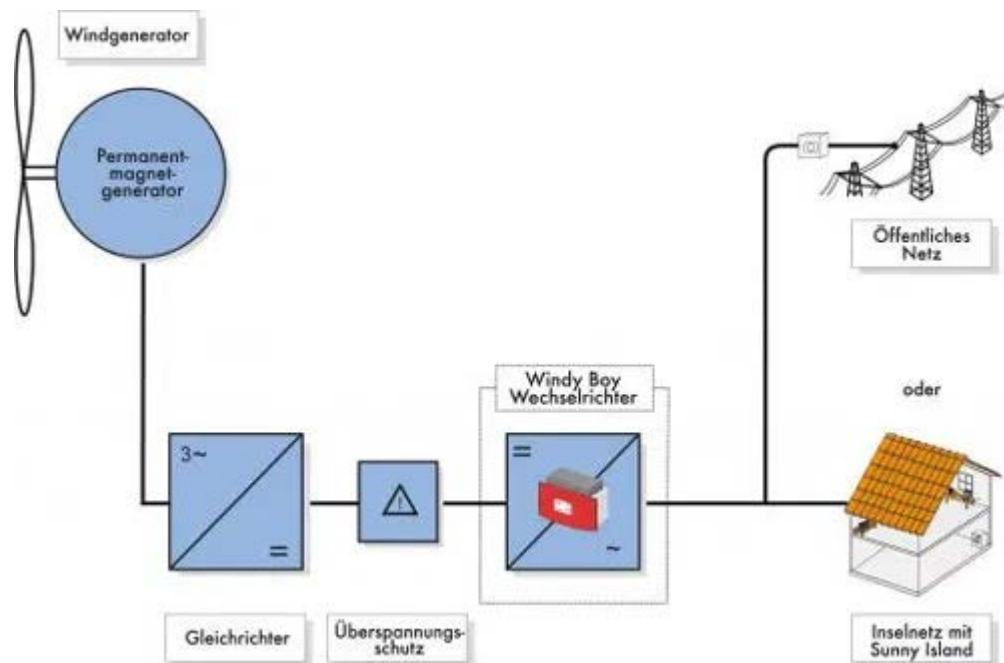 Windgenerator
Permanent-
magnet-
generator
Öffentliches
Netz
Windy Boy
Wechselrichter
oder
3~
=
=
~
Gleichrichter
Überspannungs-
schutz
Inselnetz mit
Sunny Island